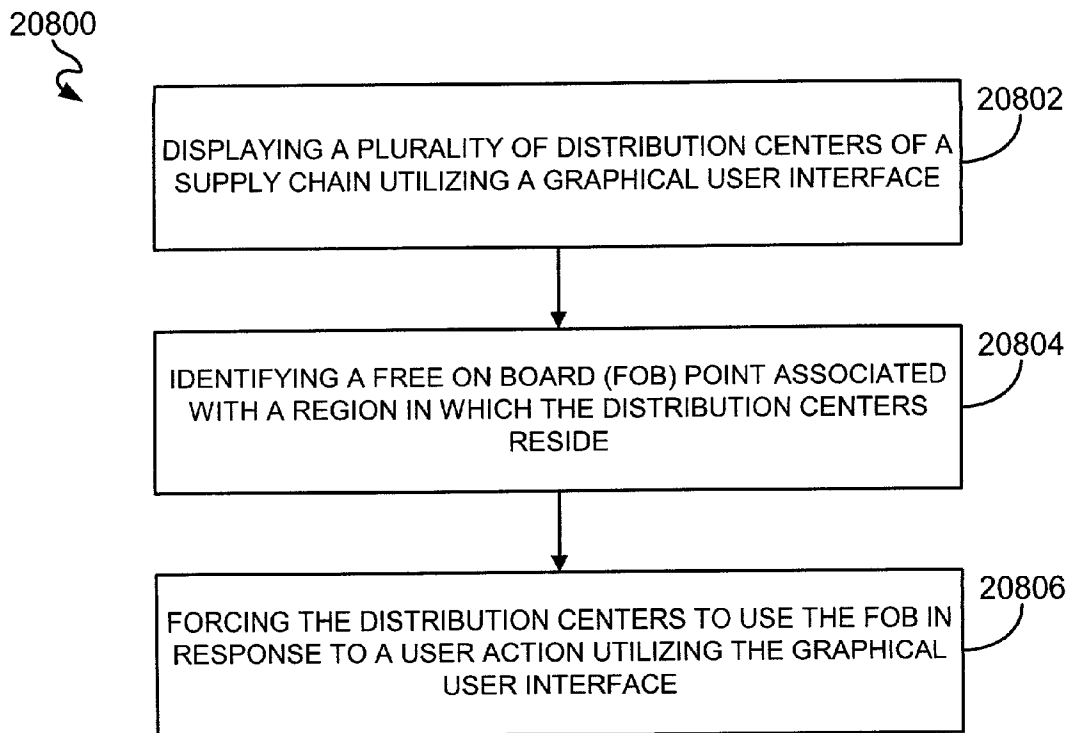 20800
20802
DISPLAYING A PLURALITY OF DISTRIBUTION CENTERS OF A
SUPPLY CHAIN UTILIZING A GRAPHICAL USER INTERFACE
20804
IDENTIFYING A FREE ON BOARD (FOB) POINT ASSOCIATED
WITH A REGION IN WHICH THE DISTRIBUTION CENTERS
RESIDE
20806
FORCING THE DISTRIBUTION CENTERS TO USE THE FOB IN
RESPONSE TO A USER ACTION UTILIZING THE GRAPHICAL
USER INTERFACE